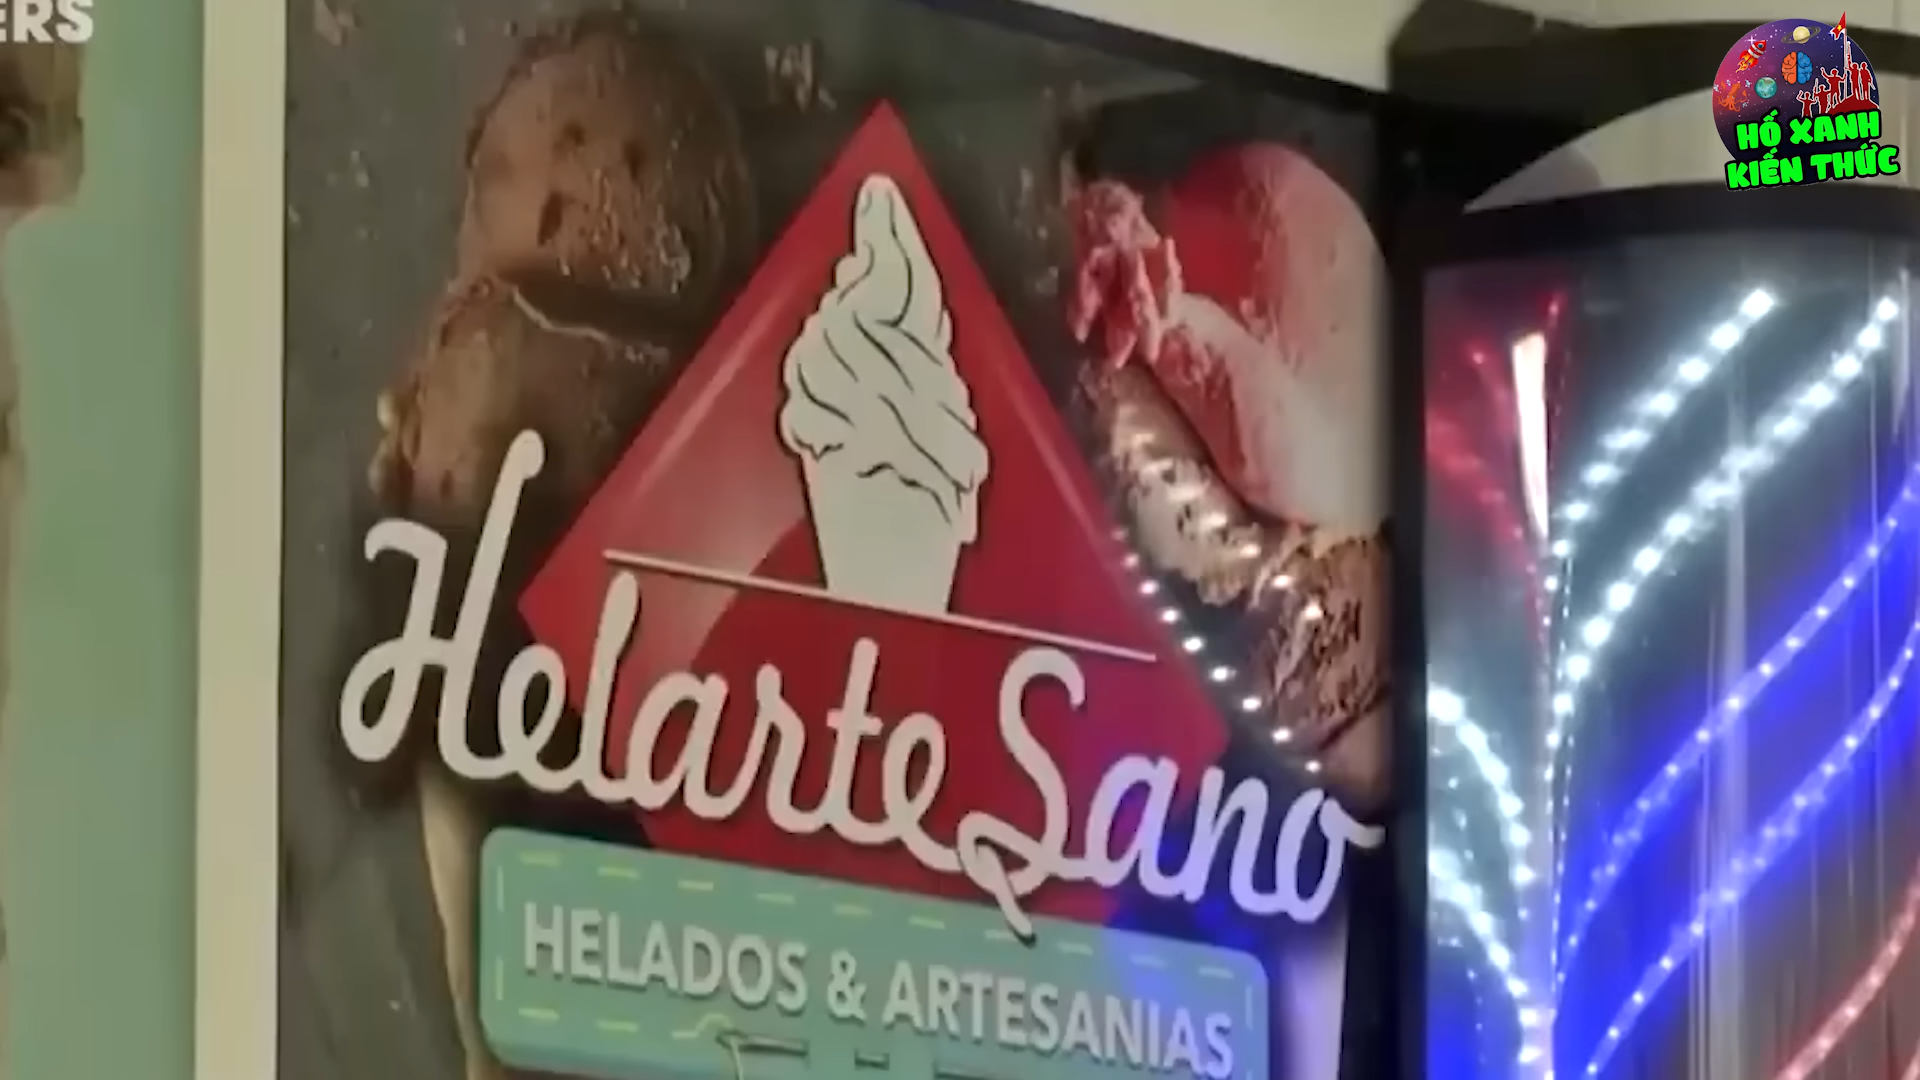 ERS
HỐ XANH
KIẾN THỨC
HelarteSano
HELADOS & ARTESANIAS